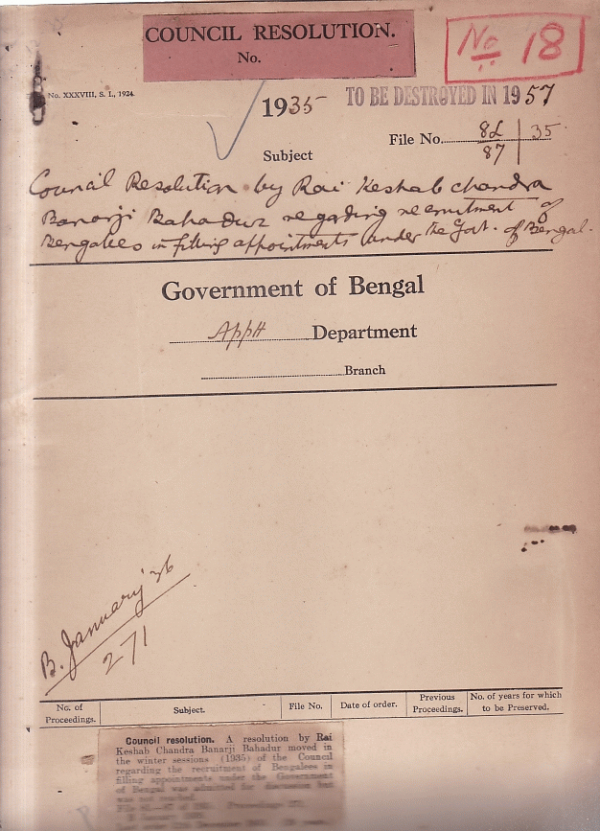 COUNCIL RESOLUTION.
No.
No 18
No. XXXVIII, S. I., 1924.
1935
TO BE DESTROYED IN 1957
File No. 8L/87 | 35
Subject
Council Resolution by Rai Keshab Chandra
Banarji Bahadur regarding recruitment of
Bengalees in filling appointments under the Govt. of Bengal.
Government of Bengal
Apptt Department
Branch
B. January '36
271
No. of Proceedings.
Subject.
File No.
Date of order.
Previous Proceedings.
No. of years for which to be Preserved.
Council resolution. A resolution by Rai
Keshab Chandra Banarji Bahadur moved in
the winter sessions (1935) of the Council
regarding the recruitment of Bengalees in
filling appointments under the Government
of Bengal was admitted for discussion but
was not reached.